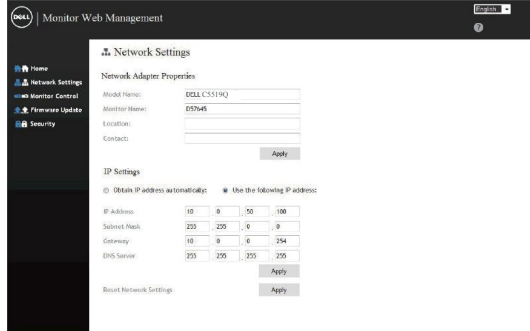 DELL Monitor Web Management
English
?
Home
Network Settings
Monitor Control
Firmware Update
Security
Network Settings
Network Adapter Properties
Model Name: DELL C5519Q
Monitor Name: D5764S
Location:
Contact:
Apply
IP Settings
Obtain IP address automatically: Use the following IP address:
IP Address 10 . 0 . 50 . 100
Subnet Mask 255 . 255 . 0 . 0
Gateway 10 . 0 . 0 . 254
DNS Server 255 . 255 . 255 . 255
Apply
Reset Network Settings Apply